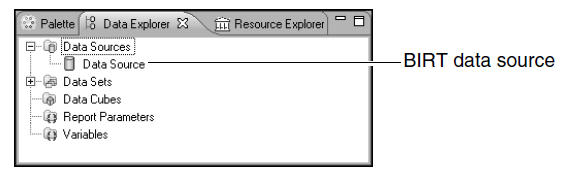 Palette Data Explorer Resource Explorer
Data Sources
Data Source BIRT data source
Data Sets
Data Cubes
Report Parameters
Variables